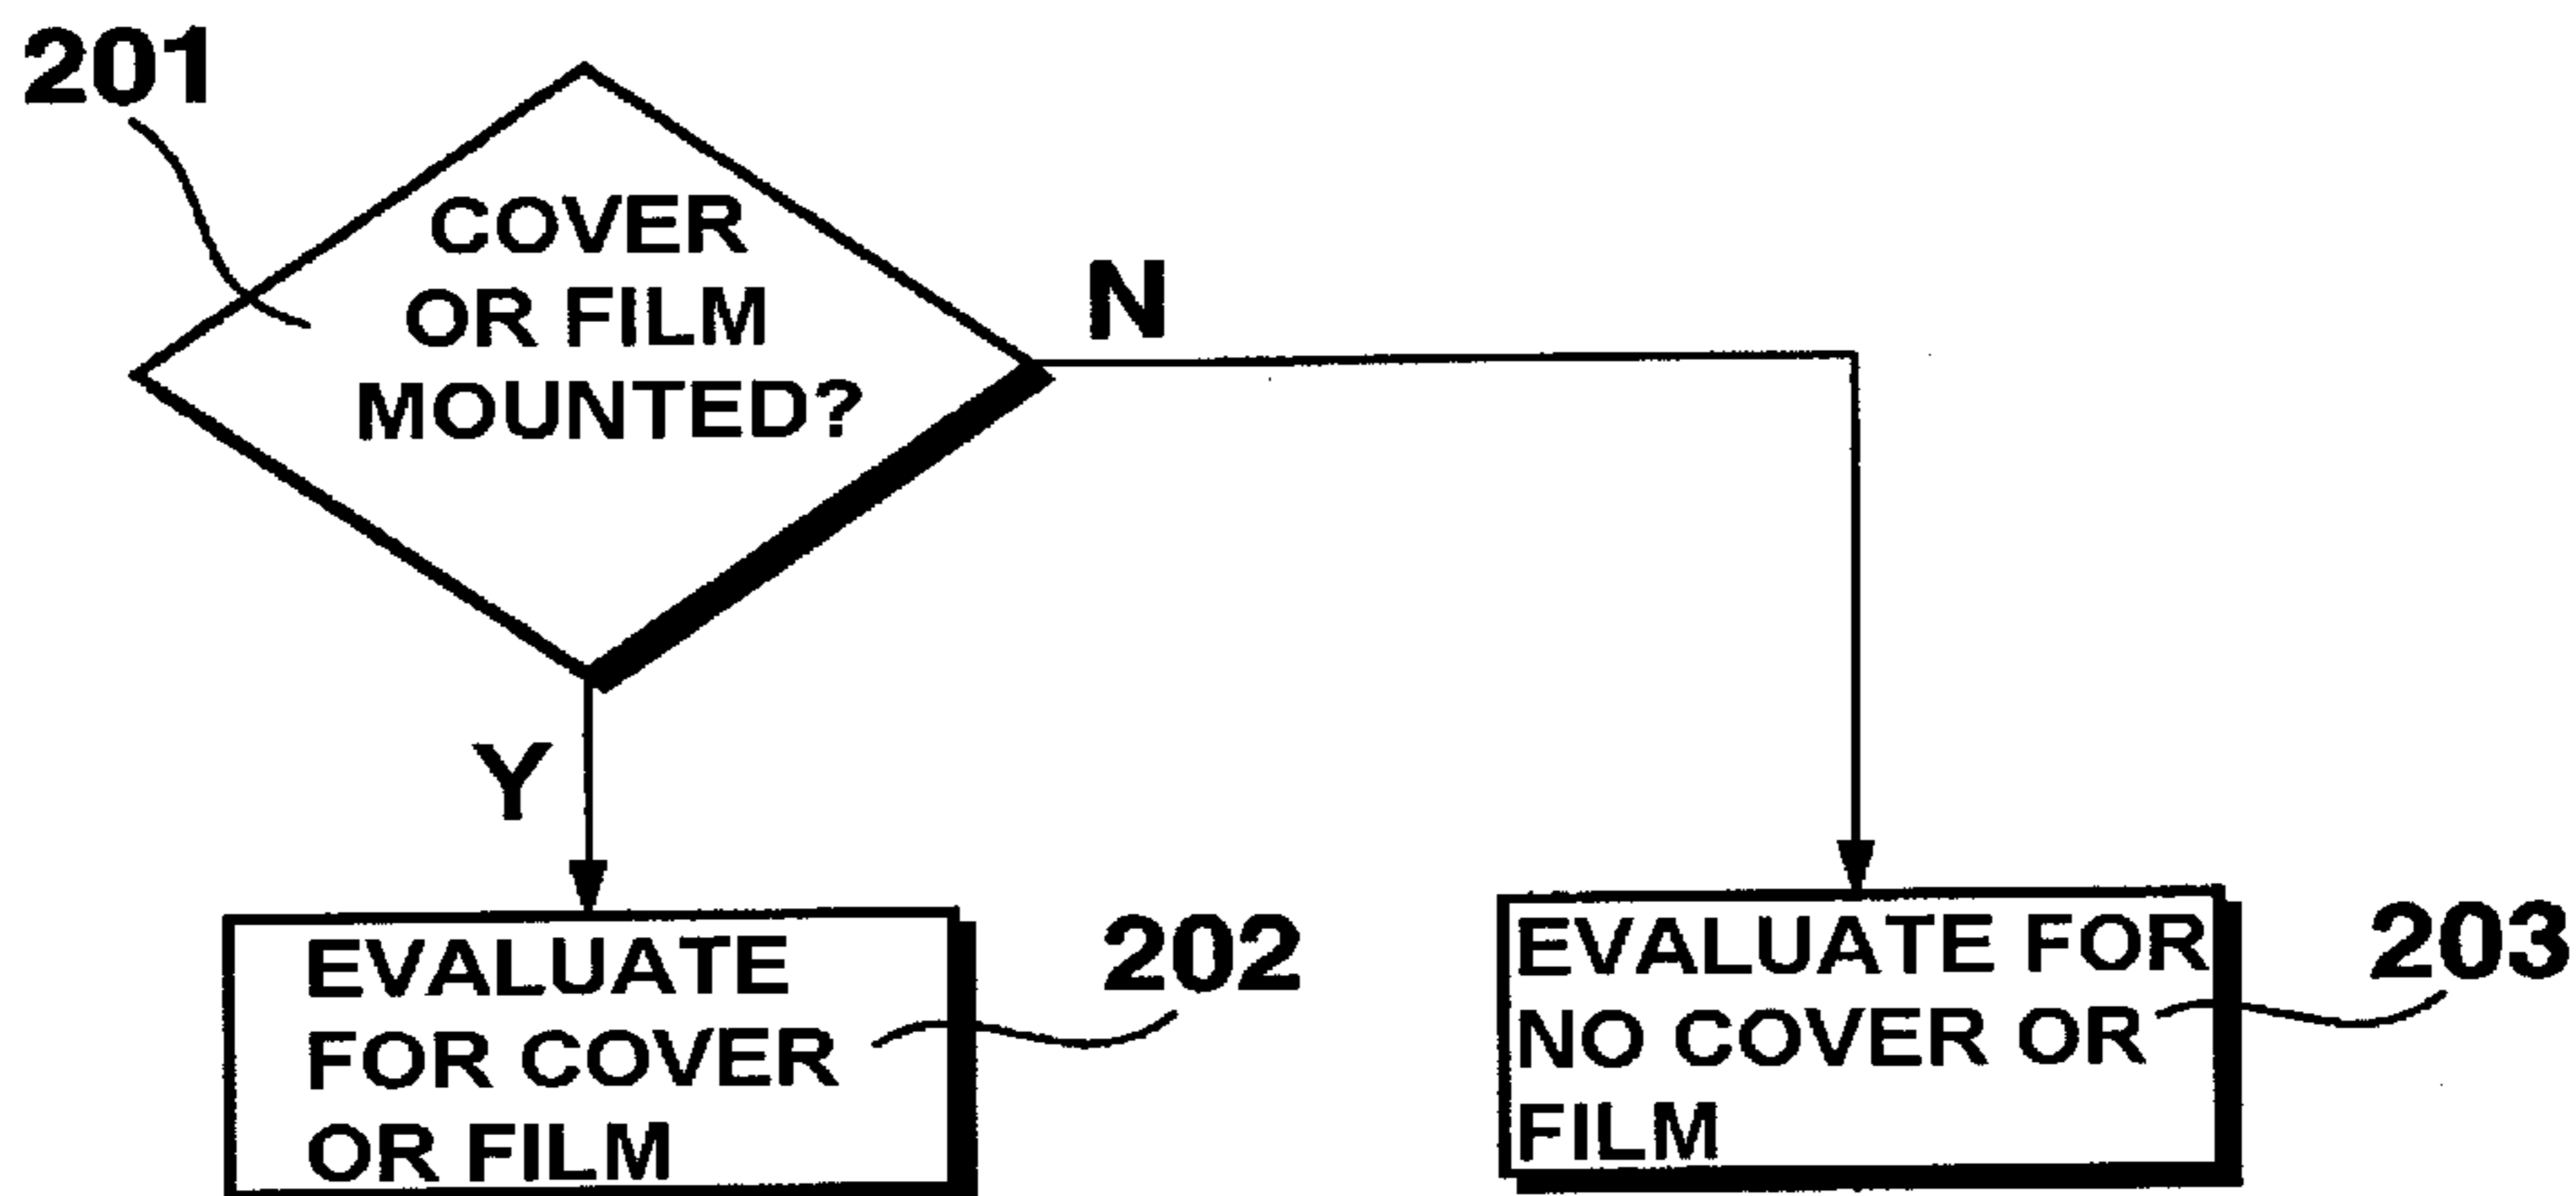 201
COVER
OR FILM
MOUNTED?
N
Y
EVALUATE
FOR COVER
OR FILM
202
EVALUATE FOR
NO COVER OR
FILM
203